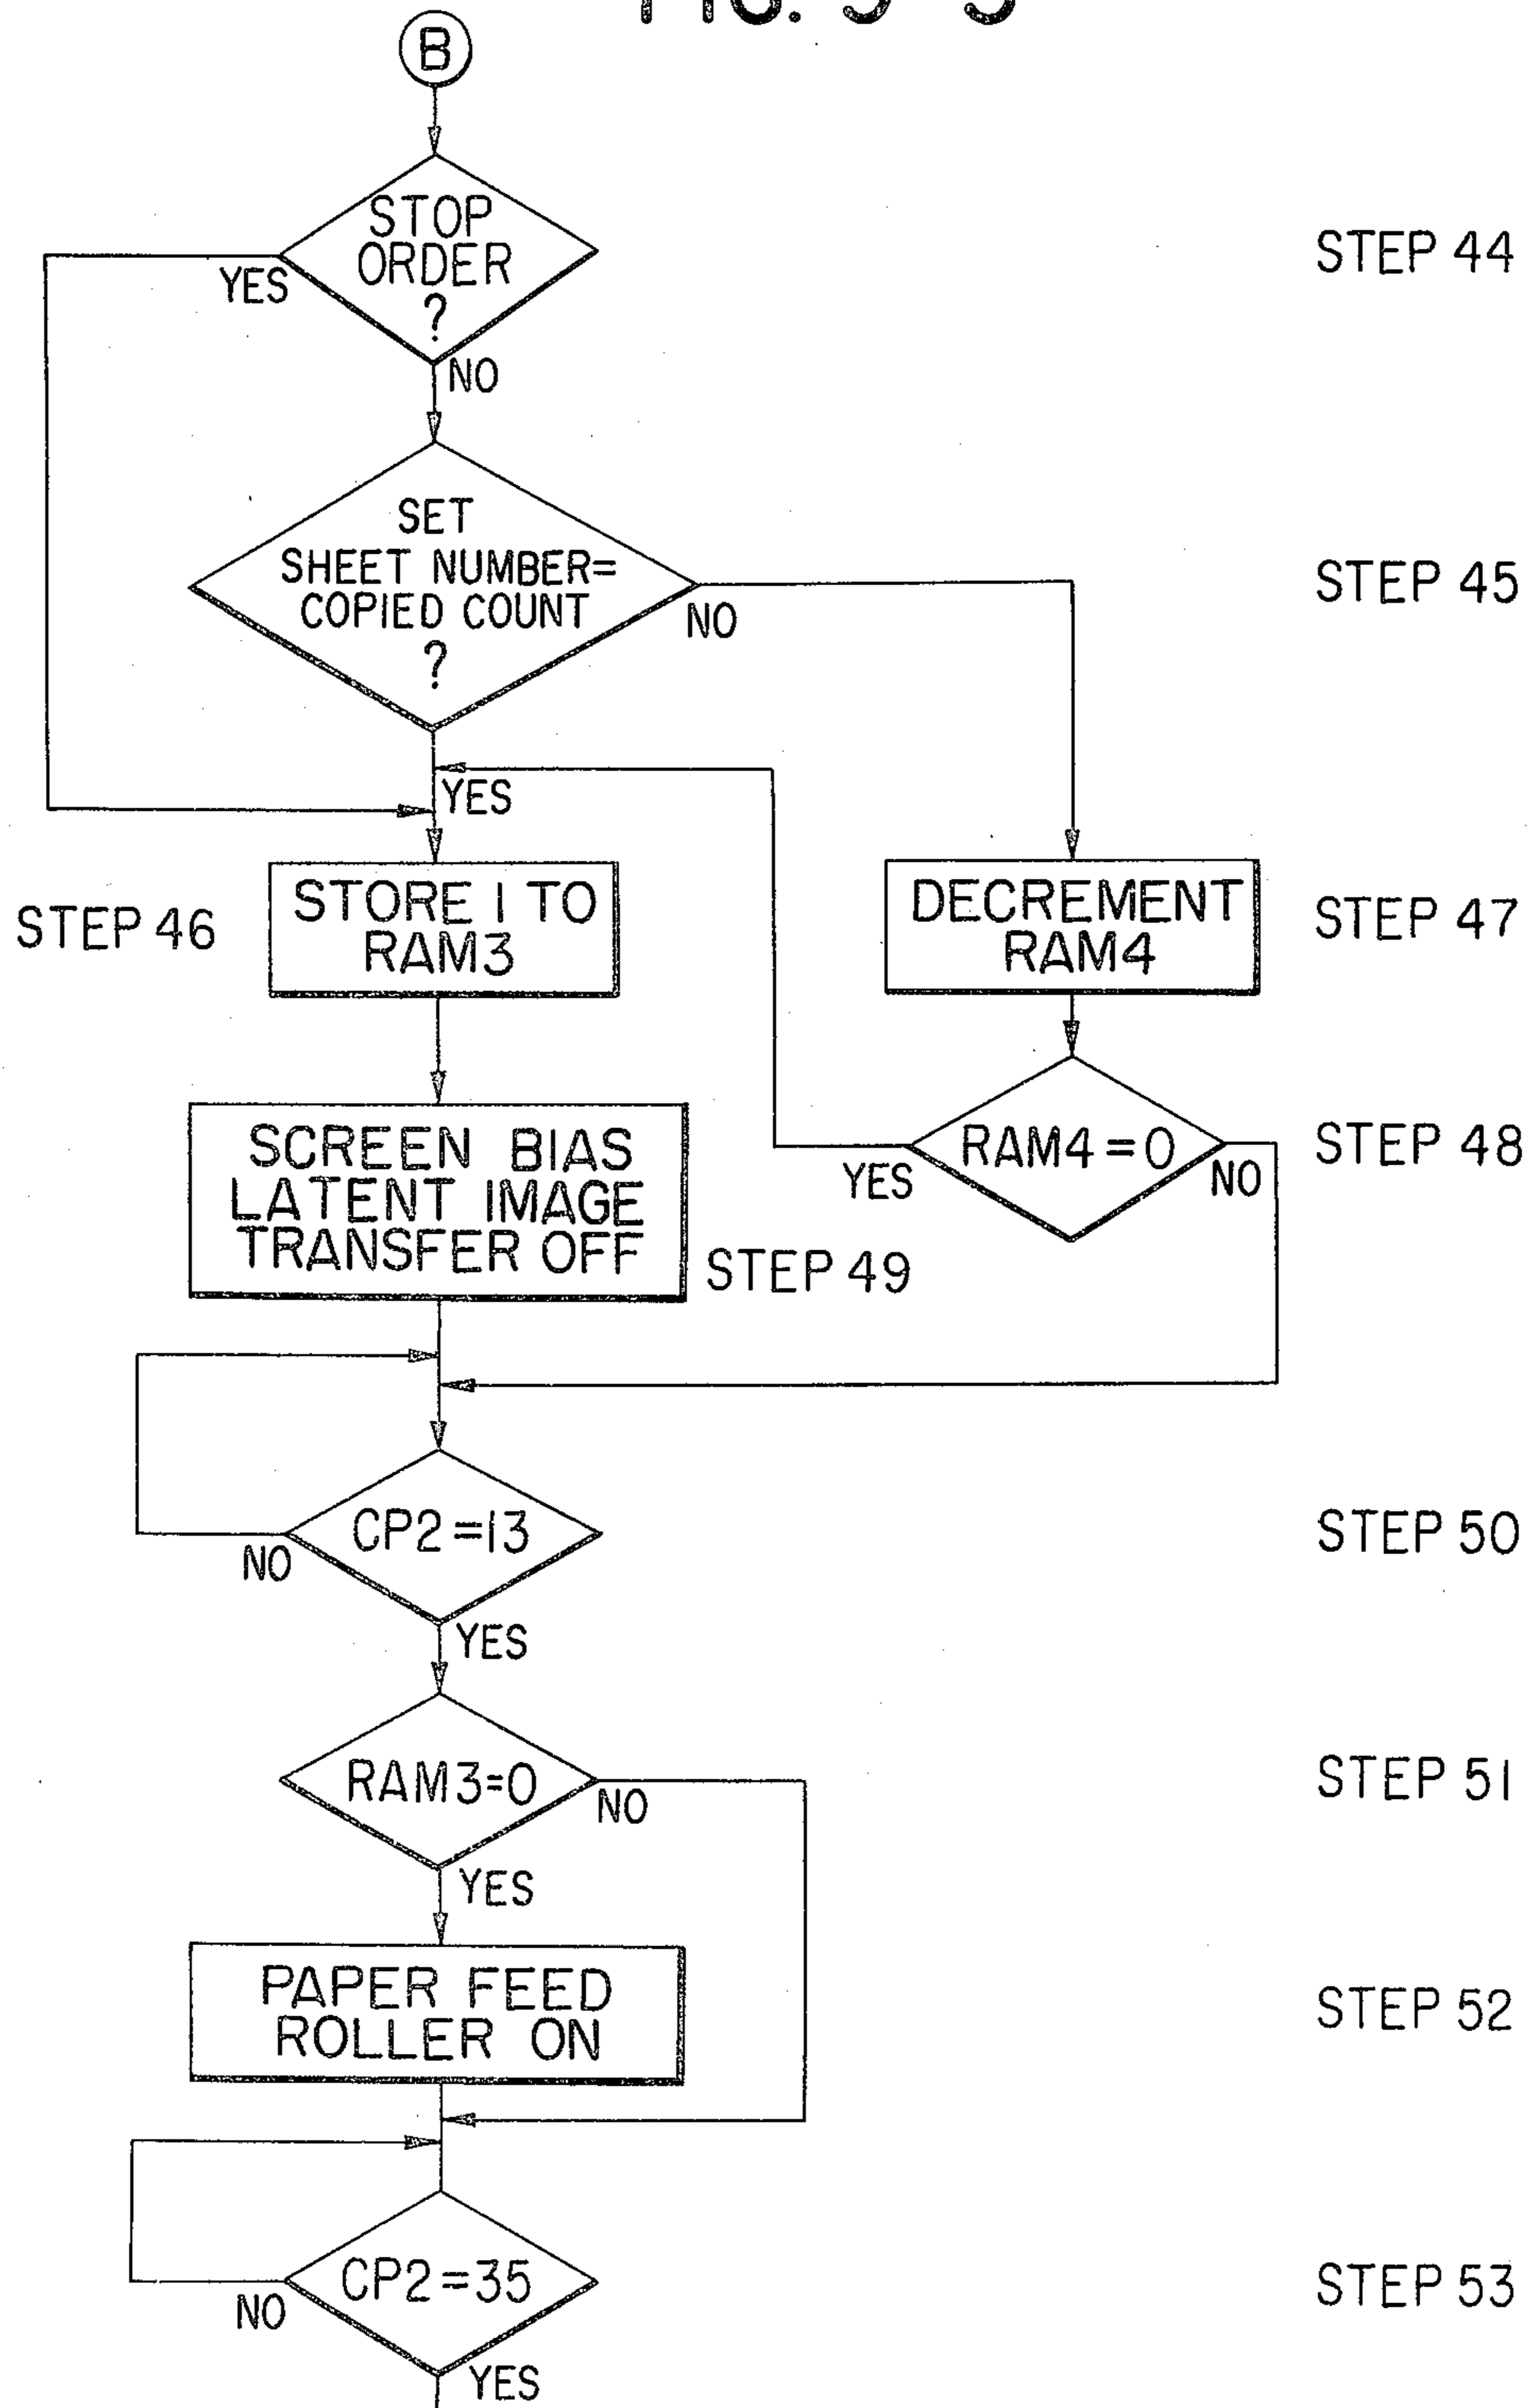 B
STOP
ORDER
?
YES
NO
STEP 44
SET
SHEET NUMBER=
COPIED COUNT
?
NO
YES
STEP 45
STEP 46
STORE 1 TO
RAM3
DECREMENT
RAM4
STEP 47
SCREEN BIAS
LATENT IMAGE
TRANSFER OFF
STEP 49
RAM4=0
YES
NO
STEP 48
CP2=13
NO
YES
STEP 50
RAM3=0
NO
YES
STEP 51
PAPER FEED
ROLLER ON
STEP 52
CP2=35
NO
YES
STEP 53